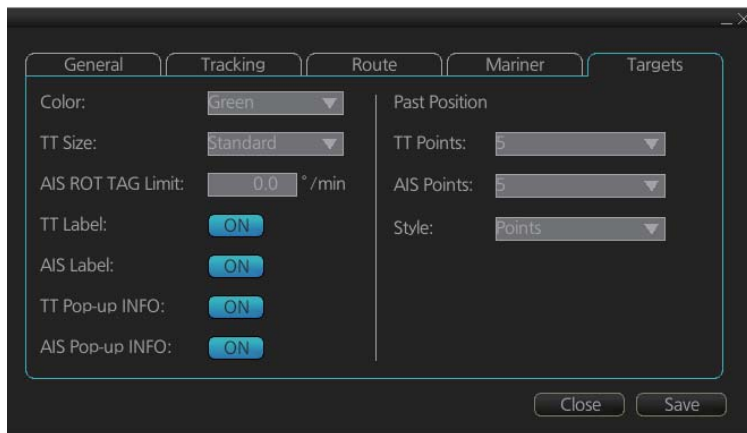 General
Tracking
Route
Mariner
Targets
Color:
Green
TT Size:
Standard
AIS ROT TAG Limit:
0.0 °/min
TT Label:
ON
AIS Label:
ON
TT Pop-up INFO:
ON
AIS Pop-up INFO:
ON
Past Position
TT Points:
5
AIS Points:
5
Style:
Points
Close
Save